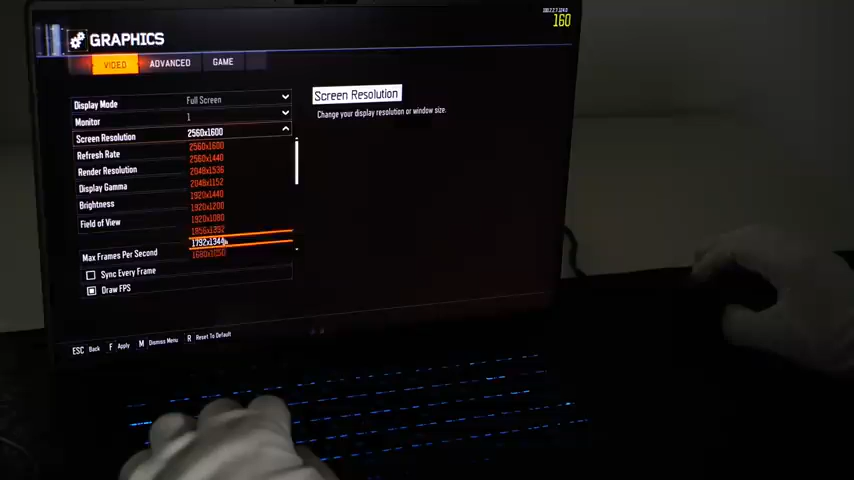 160
GRAPHICS
VIDEO ADVANCED GAME
Display Mode Full Screen
Monitor 1
Screen Resolution 2560x1600
Refresh Rate
Render Resolution
Display Gamma
Brightness
Field of View
Max Frames Per Second
2560x1600
2560x1440
2048x1536
2048x1152
1920x1440
1920x1200
1920x1080
1856x1392
1792x1344
1680x1050
Sync Every Frame
Draw FPS
Screen Resolution
Change your display resolution or window size.
ESC Back F Apply M Dismiss Menu R Reset To Default